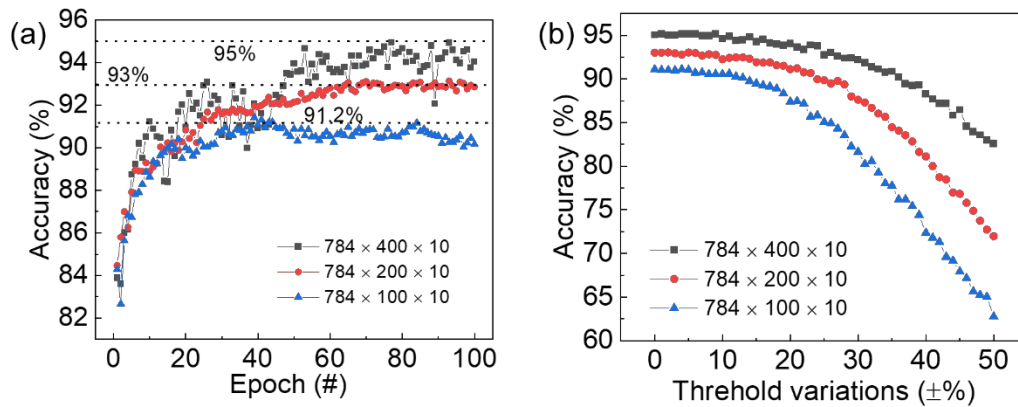 (a)
96
94
92
90
88
86
84
82
Accuracy (%)
95%
93%
91.2%
784 × 400 × 10
784 × 200 × 10
784 × 100 × 10
0 20 40 60 80 100
Epoch (#)
(b)
95
90
85
80
75
70
65
60
Accuracy (%)
784 × 400 × 10
784 × 200 × 10
784 × 100 × 10
0 10 20 30 40 50
Threhold variations (±%)